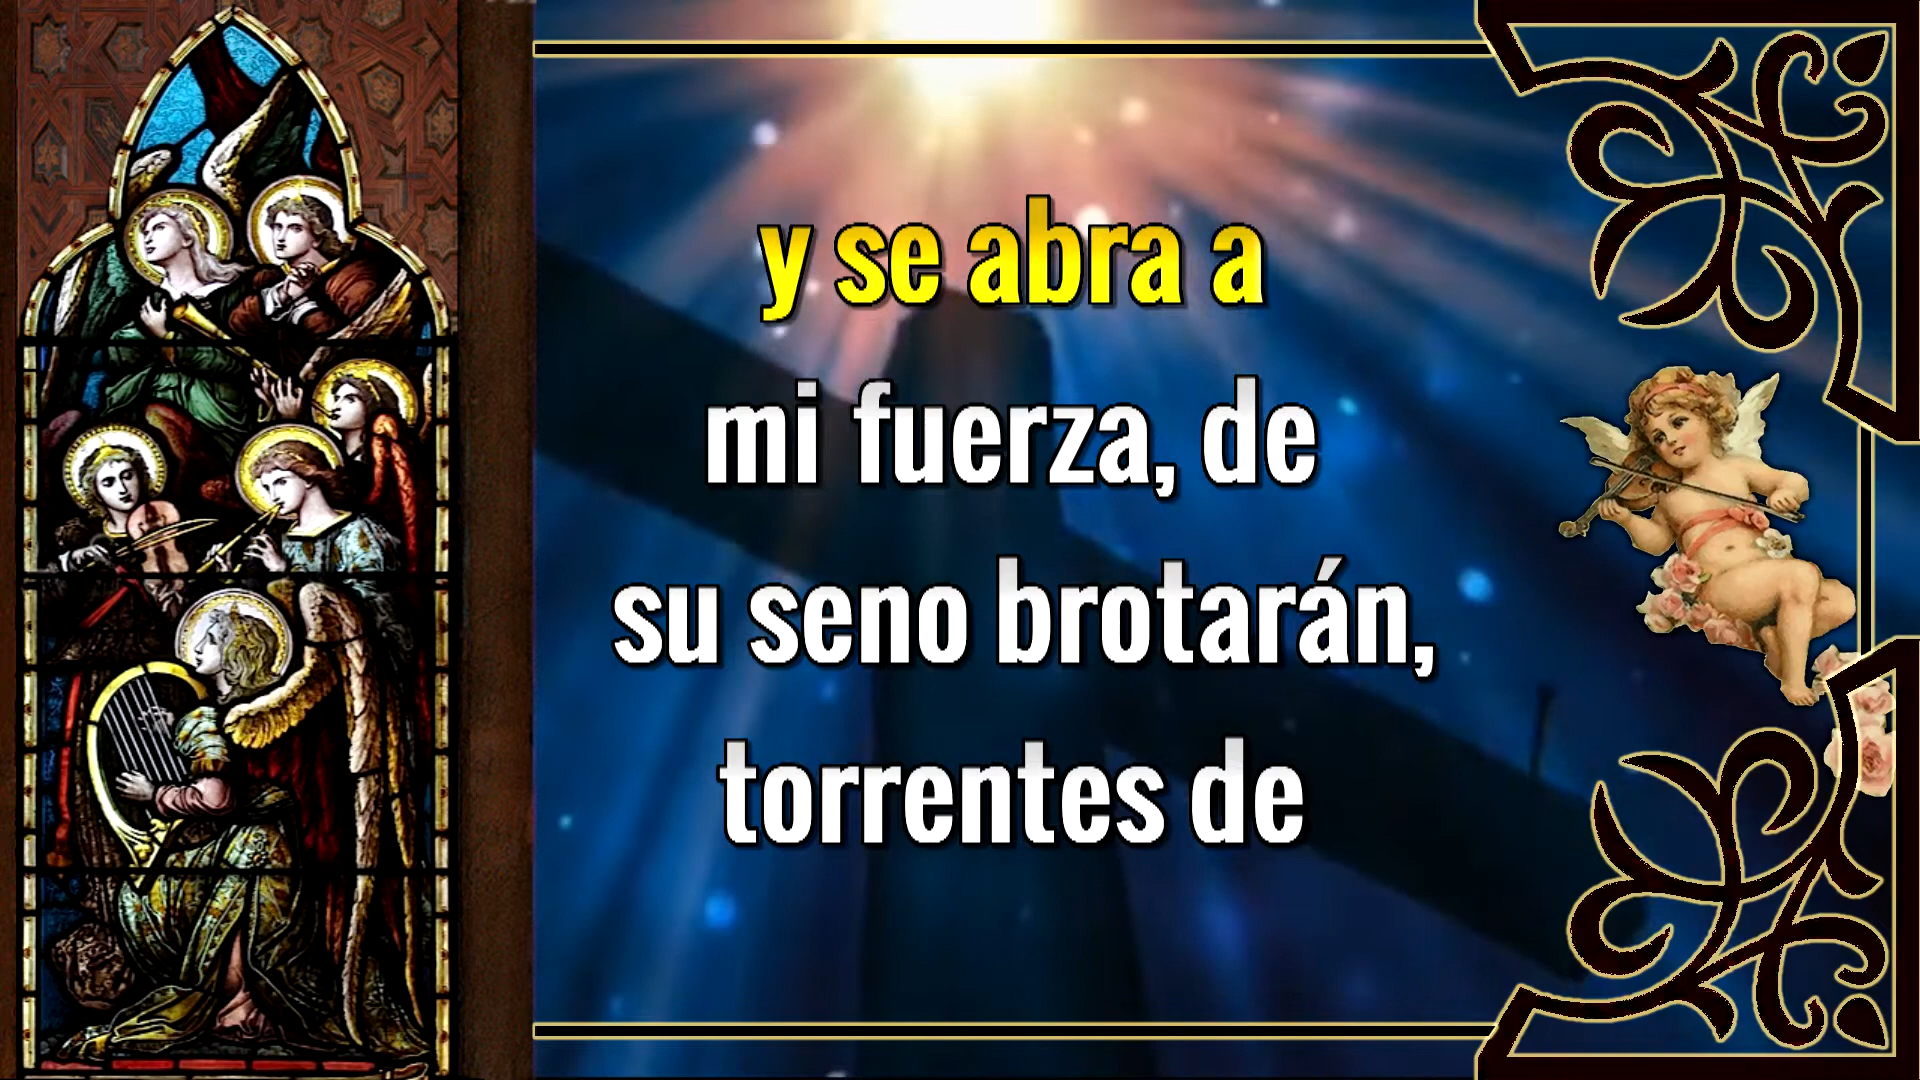 y se abra a
mi fuerza, de
su seno brotarán,
torrentes de